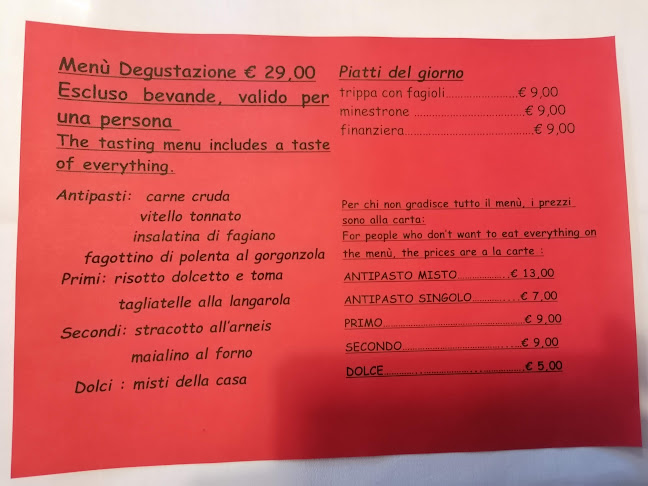 Menù Degustazione € 29,00
Escluso bevande, valido per
una persona
The tasting menu includes a taste
of everything.
Antipasti: carne cruda
vitello tonnato
insalatina di fagiano
fagottino di polenta al gorgonzola
Primi: risotto dolcetto e toma
tagliatelle alla langarola
Secondi: stracotto all'arneis
maialino al forno
Dolci : misti della casa
Piatti del giorno
trippa con fagioli......................€ 9,00
minestrone ................................€ 9,00
finanziera.....................................€ 9,00
Per chi non gradisce tutto il menù, i prezzi
sono alla carta:
For people who don't want to eat everything on
the menù, the prices are a la carte :
ANTIPASTO MISTO................€ 13,00
ANTIPASTO SINGOLO..............€ 7,00
PRIMO.........................................€ 9,00
SECONDO...................................€ 9,00
DOLCE.........................................€ 5,00